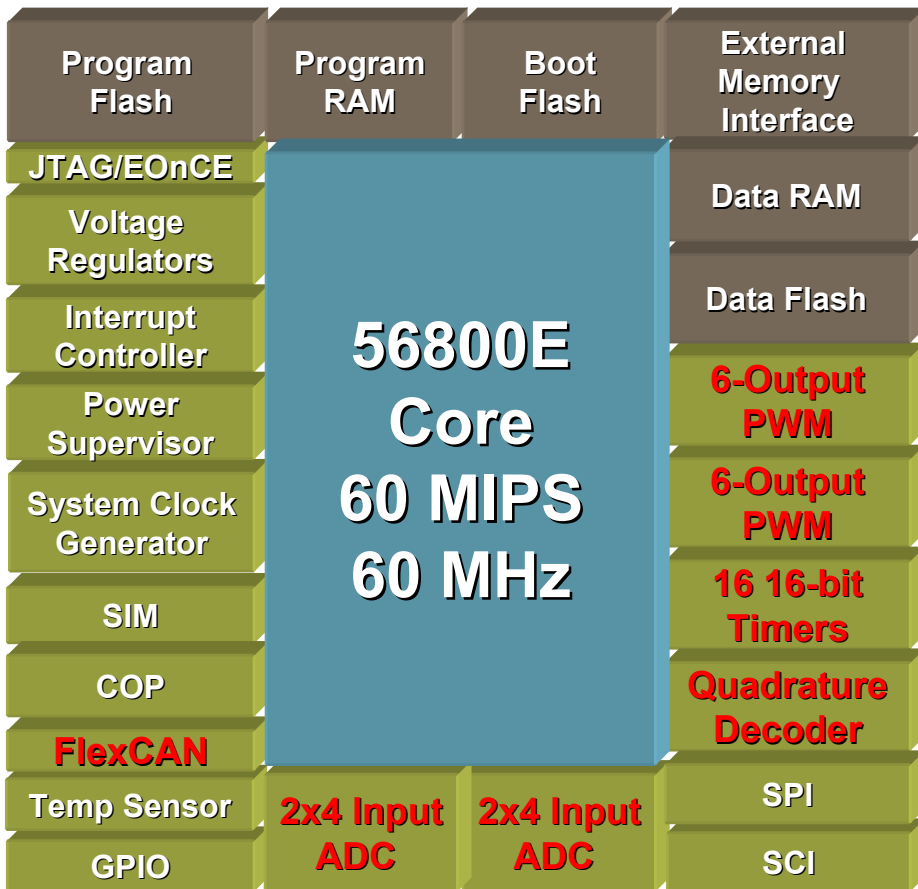 Program
Flash
Program
RAM
Boot
Flash
External
Memory
Interface
JTAG/EOnCE
Voltage
Regulators
Interrupt
Controller
Power
Supervisor
System Clock
Generator
SIM
COP
FlexCAN
Temp Sensor
GPIO
56800E
Core
60 MIPS
60 MHz
2x4 Input
ADC
2x4 Input
ADC
Data RAM
Data Flash
6-Output
PWM
6-Output
PWM
16 16-bit
Timers
Quadrature
Decoder
SPI
SCI